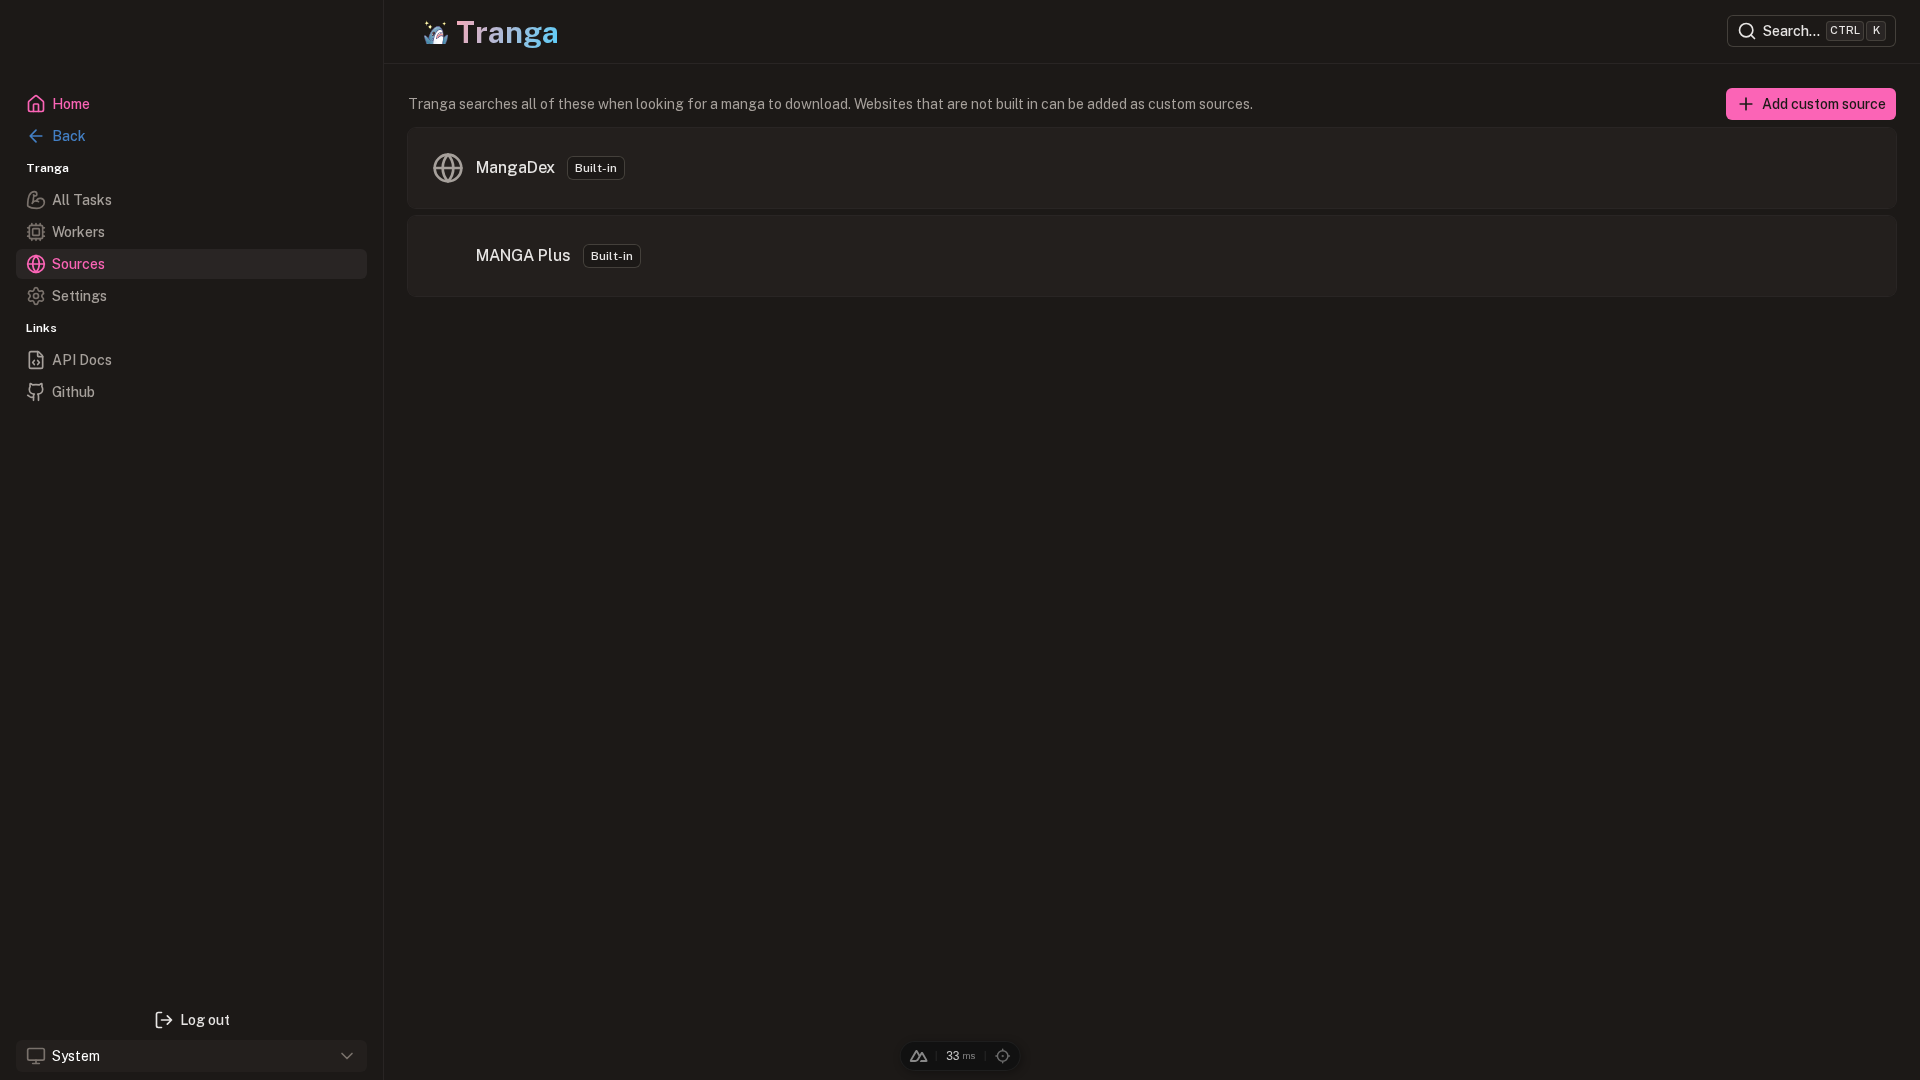 Tranga
Search... CTRL K
Home
Back
Tranga
All Tasks
Workers
Sources
Settings
Links
API Docs
Github
Log out
System
Tranga searches all of these when looking for a manga to download. Websites that are not built in can be added as custom sources.
Add custom source
MangaDex Built-in
MANGA Plus Built-in
33 ms